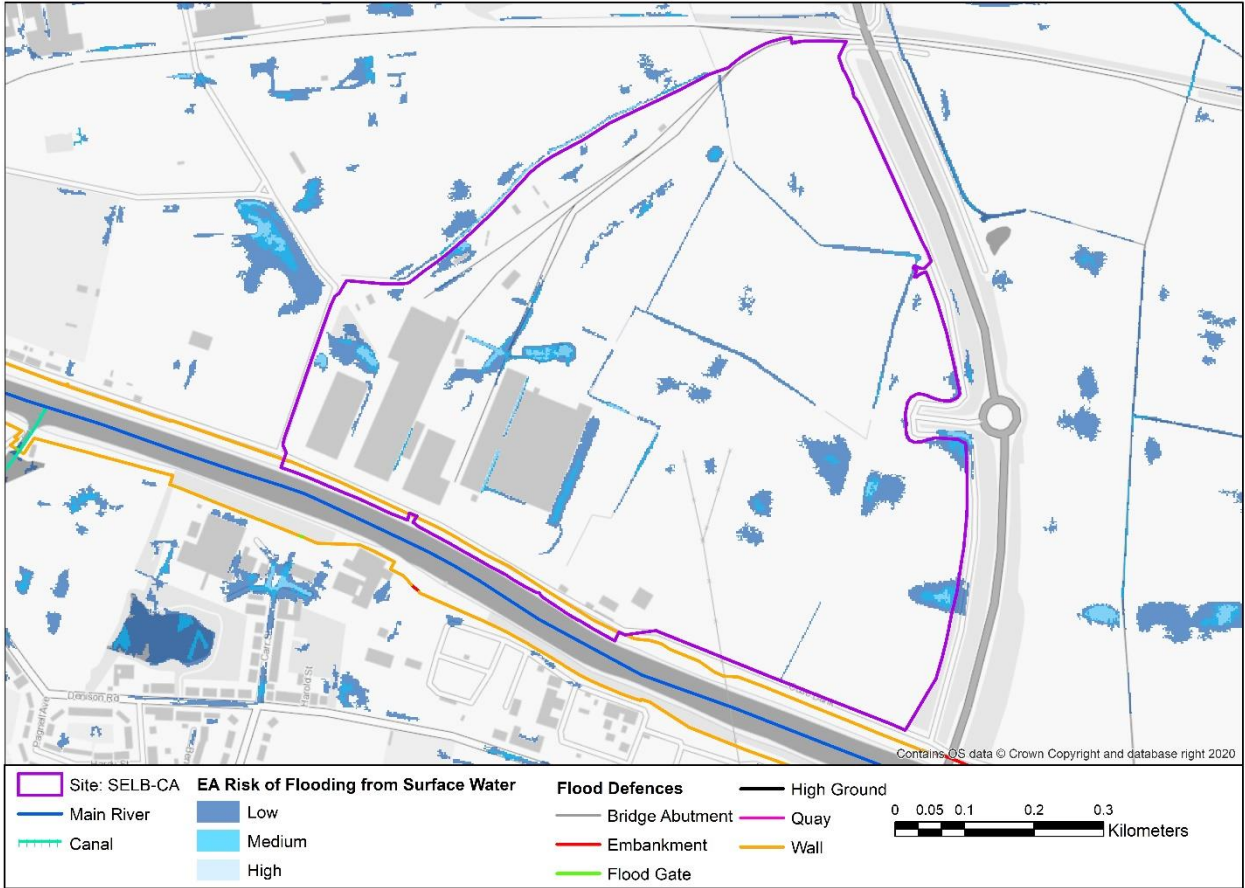 Denison Rd
Harold St
Contains OS data © Crown Copyright and database right 2020
Site: SELB-CA
Main River
Canal
EA Risk of Flooding from Surface Water
Low
Medium
High
Flood Defences
Bridge Abutment
Embankment
Flood Gate
High Ground
Quay
Wall
0 0.05 0.1 0.2 0.3
Kilometers